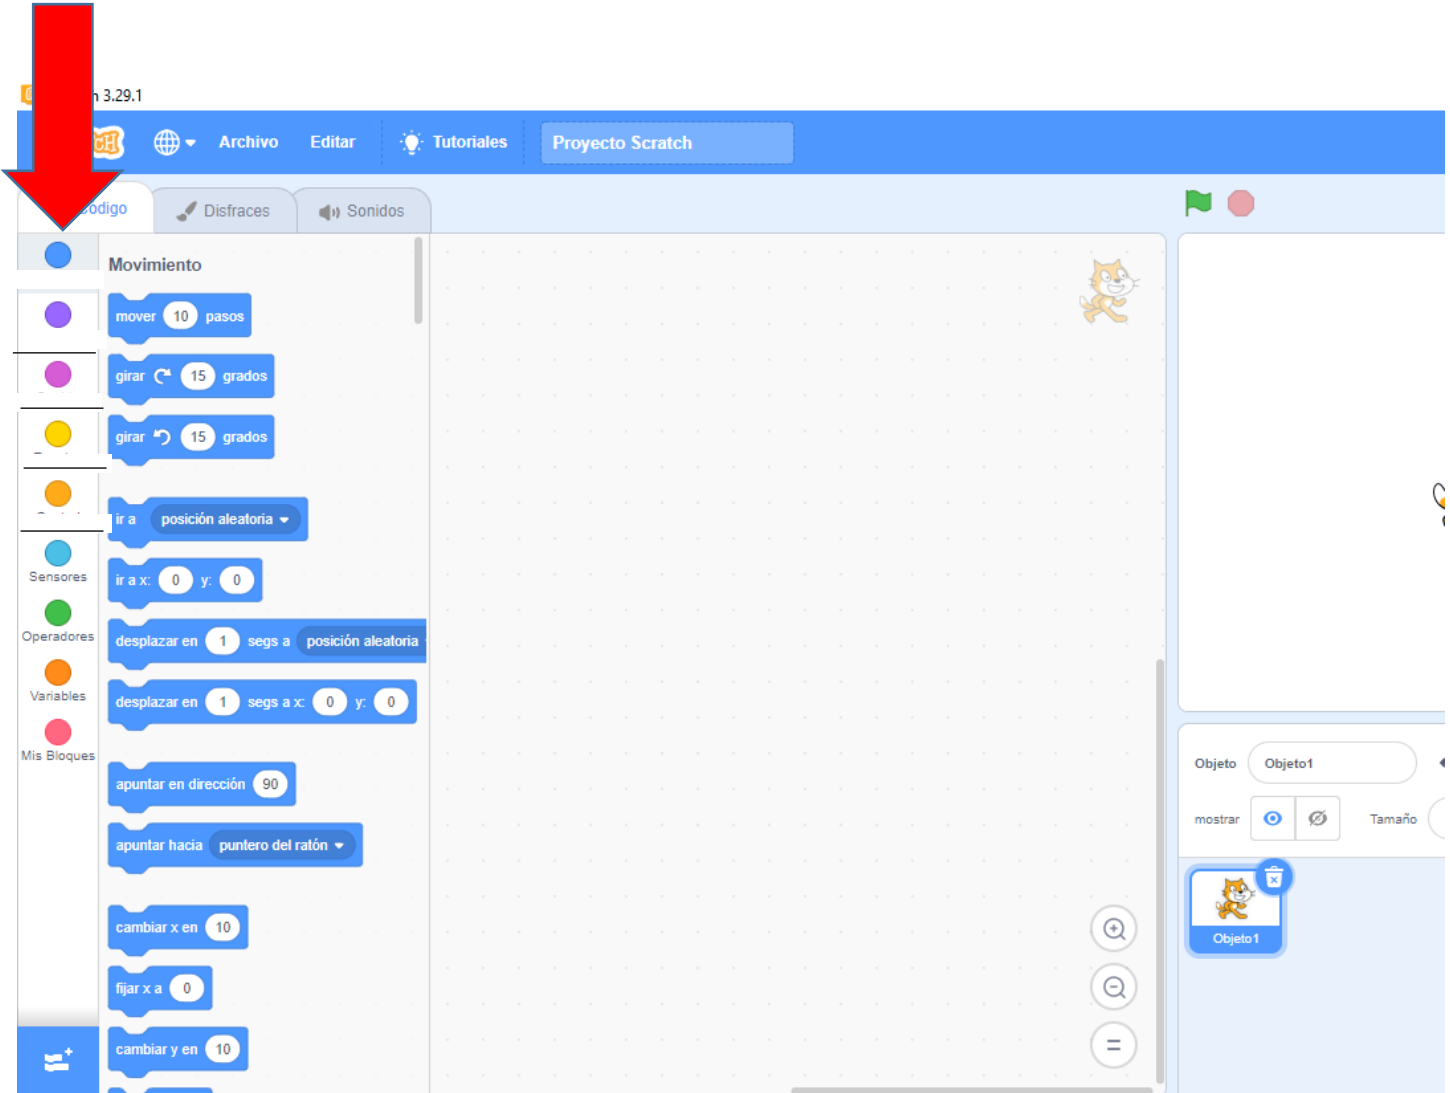 3.29.1
Archivo Editar Tutoriales Proyecto Scratch
Disfraces Sonidos
Movimiento
mover 10 pasos
girar 15 grados
girar 15 grados
ir a posición aleatoria
ir a x: 0 y: 0
desplazar en 1 segs a posición aleatoria
desplazar en 1 segs a x: 0 y: 0
apuntar en dirección 90
apuntar hacia puntero del ratón
cambiar x en 10
fijar x a 0
cambiar y en 10
Sensores
Operadores
Variables
Mis Bloques
Objeto Objeto1
mostrar Tamaño
Objeto1